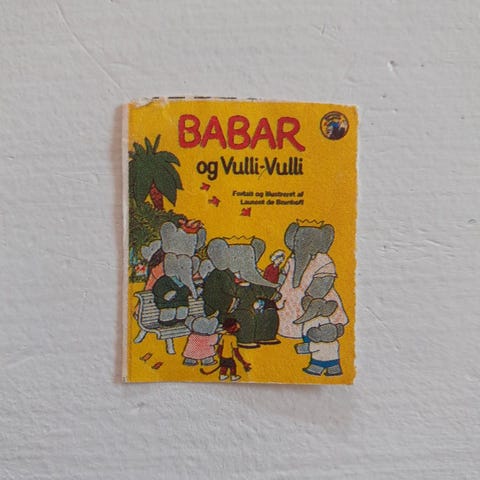 BABAR
og Vulli-Vulli
Fortalt og illustreret af
Laurent de Brunhoff